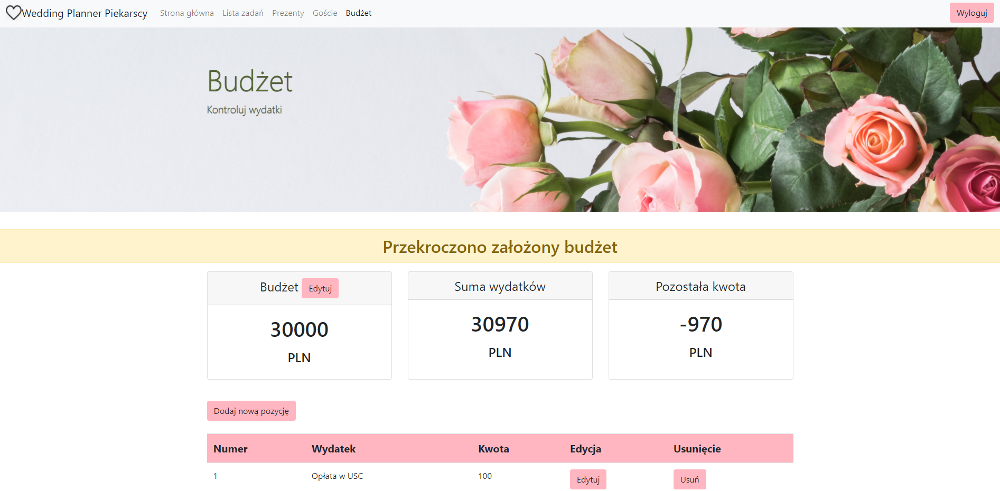 Wedding Planner Piekarscy Strona główna Lista zadań Prezenty Goście Budżet Wyloguj
Budżet
Kontroluj wydatki
Przekroczono założony budżet
Budżet Edytuj
30000
PLN
Suma wydatków
30970
PLN
Pozostała kwota
-970
PLN
Dodaj nową pozycję
Numer Wydatek Kwota Edycja Usunięcie
1 Opłata w USC 100 Edytuj Usuń